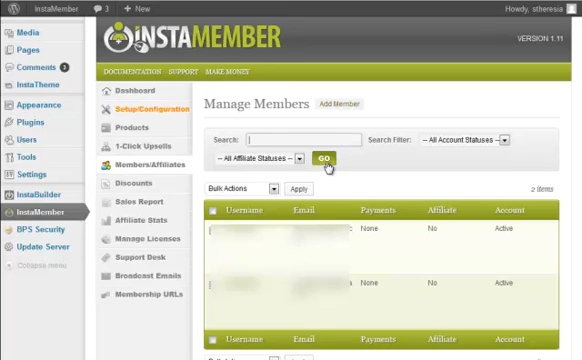 InstaMember 3 + New Howdy, stheresia
Media
Pages
Comments 3
InstaTheme
Appearance
Plugins
Users
Tools
Settings
InstaBuilder
InstaMember
BPS Security
Update Server
Collapse menu
INSTAMEMBER
VERSION 1.11
DOCUMENTATION SUPPORT MAKE MONEY
Dashboard
Setup/Configuration
Products
1-Click Upsells
Members/Affiliates
Discounts
Sales Report
Affiliate Stats
Manage Licenses
Support Desk
Broadcast Emails
Membership URLs
Manage Members Add Member
Search: Search Filter: -- All Account Statuses --
-- All Affiliate Statuses -- GO
Bulk Actions Apply 2 items
Username Email Payments Affiliate Account
None No Active
None No Active
Username Email Payments Affiliate Account